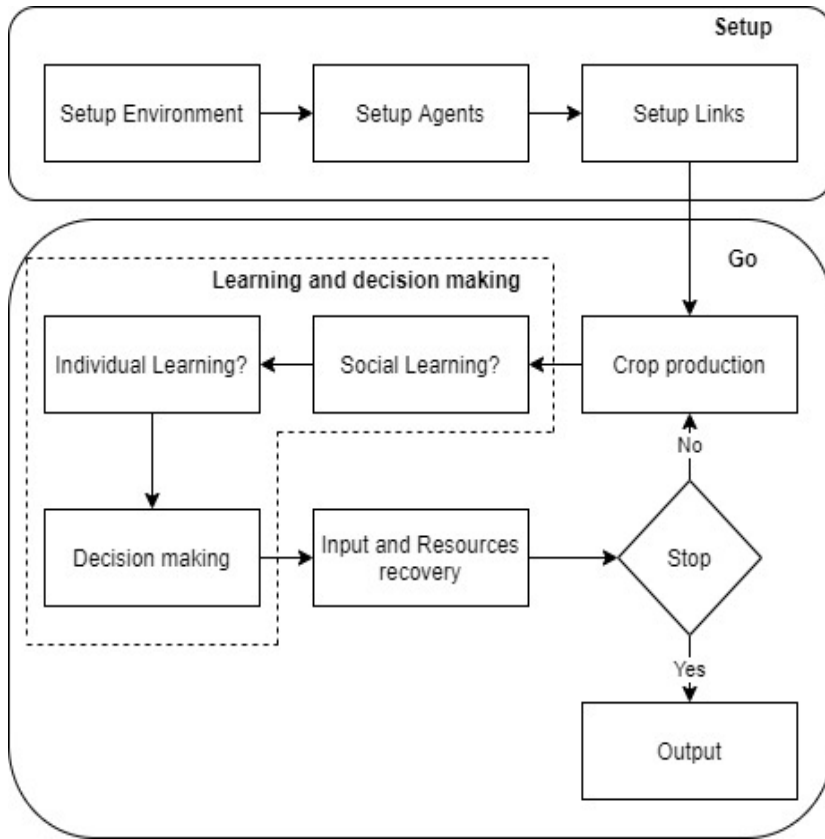 Setup
Setup Environment
Setup Agents
Setup Links
Go
Learning and decision making
Individual Learning?
Social Learning?
Crop production
No
Decision making
Input and Resources
recovery
Stop
Yes
Output